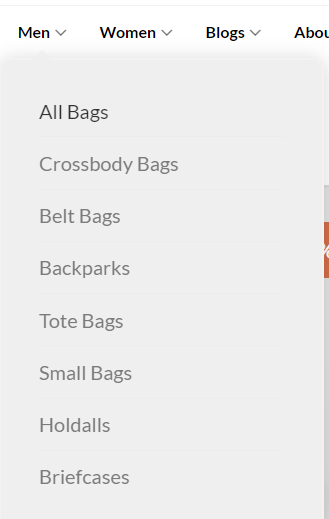 Men Women Blogs Abou
All Bags
Crossbody Bags
Belt Bags
Backparks
Tote Bags
Small Bags
Holdalls
Briefcases